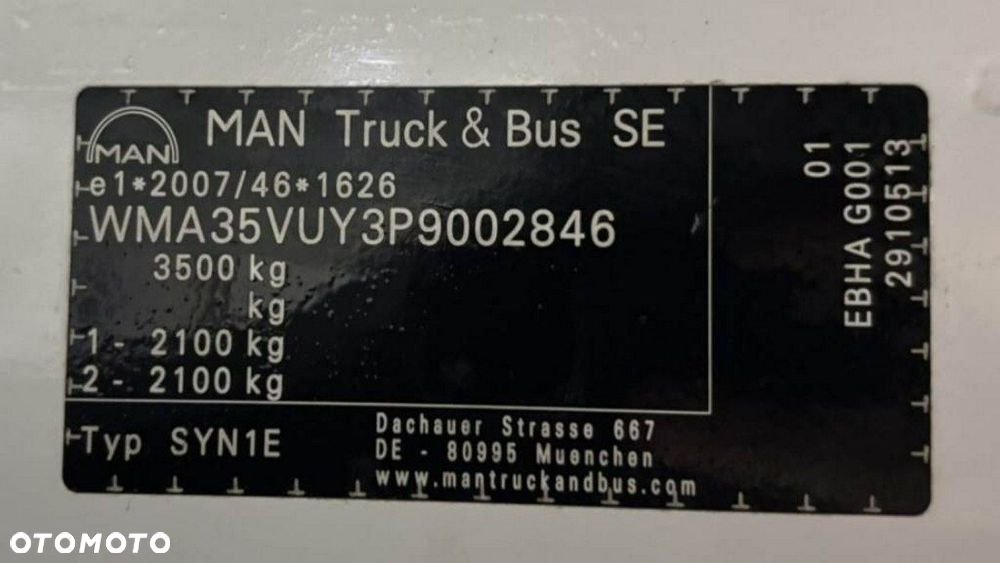 MAN
MAN Truck & Bus SE
e1*2007/46*1626
WMA35VUY3P9002846
3500 kg
kg
1 - 2100 kg
2 - 2100 kg
Typ SYN1E
Dachauer Strasse 667
DE - 80995 Muenchen
www.mantruckandbus.com
01
EBHA G001
2910513
OTOMOTO